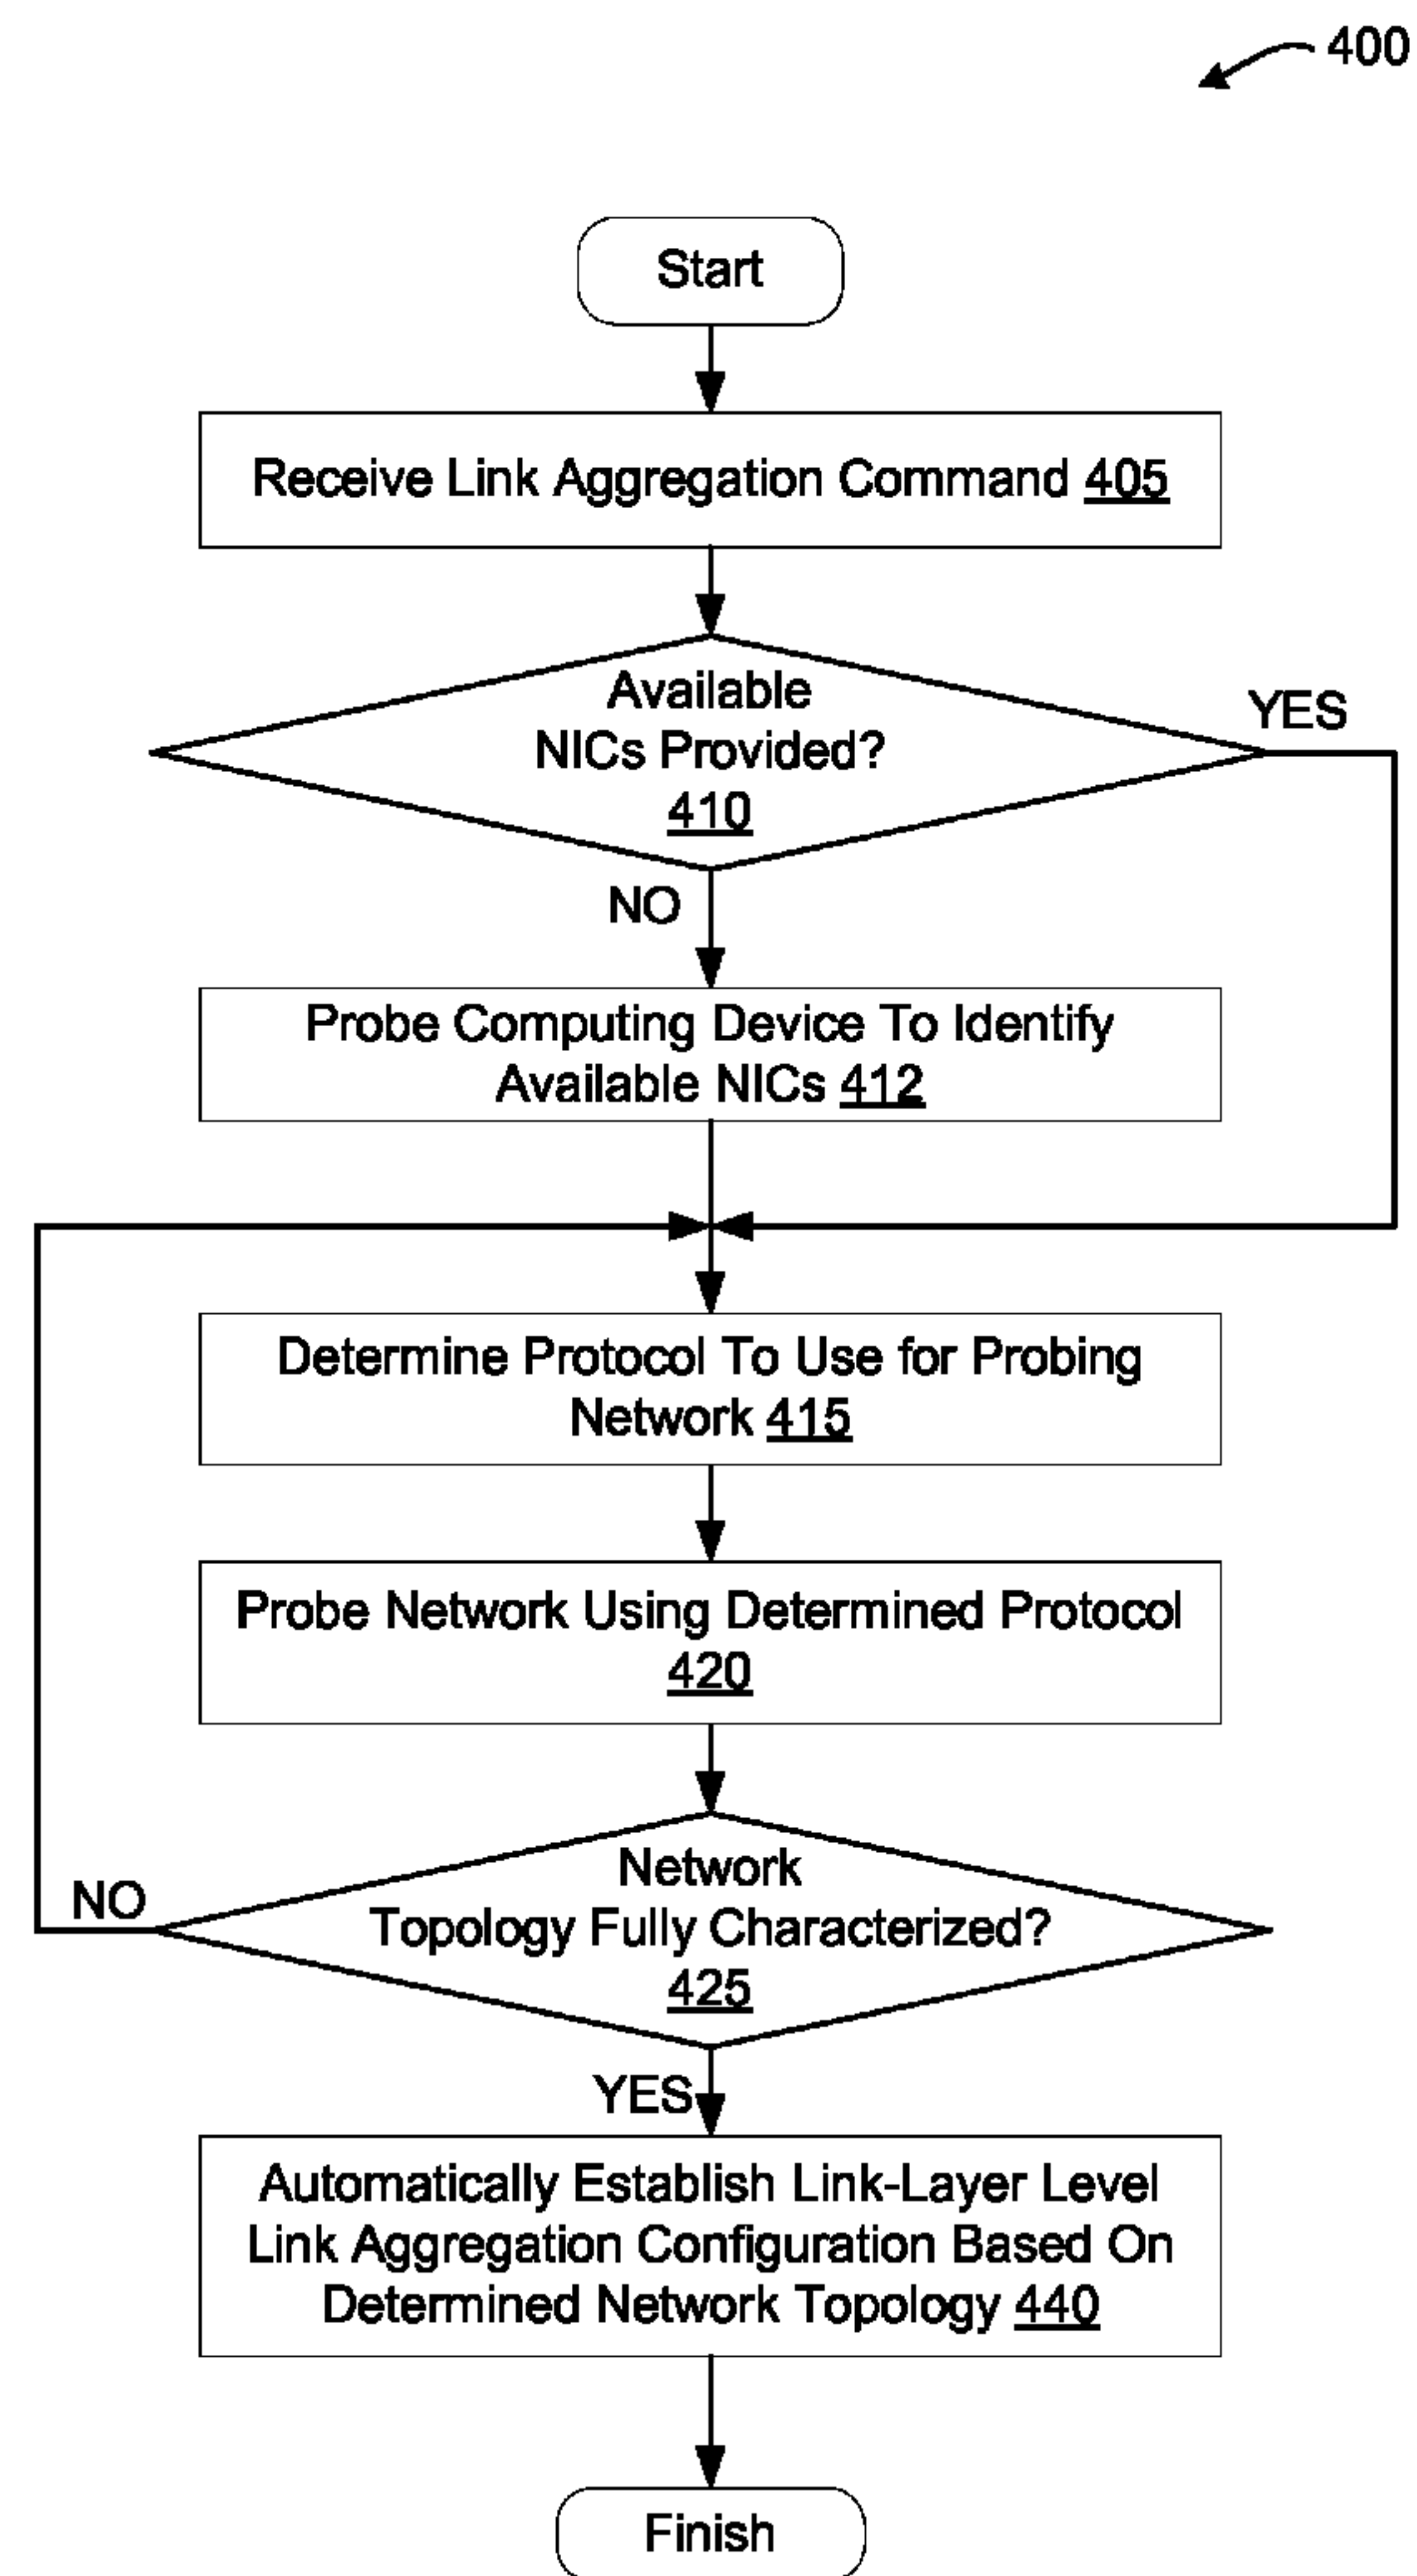 400
Start
Receive Link Aggregation Command 405
Available
NICs Provided?
410
YES
NO
Probe Computing Device To Identify
Available NICs 412
Determine Protocol To Use for Probing
Network 415
Probe Network Using Determined Protocol
420
Network
Topology Fully Characterized?
425
NO
YES
Automatically Establish Link-Layer Level
Link Aggregation Configuration Based On
Determined Network Topology 440
Finish